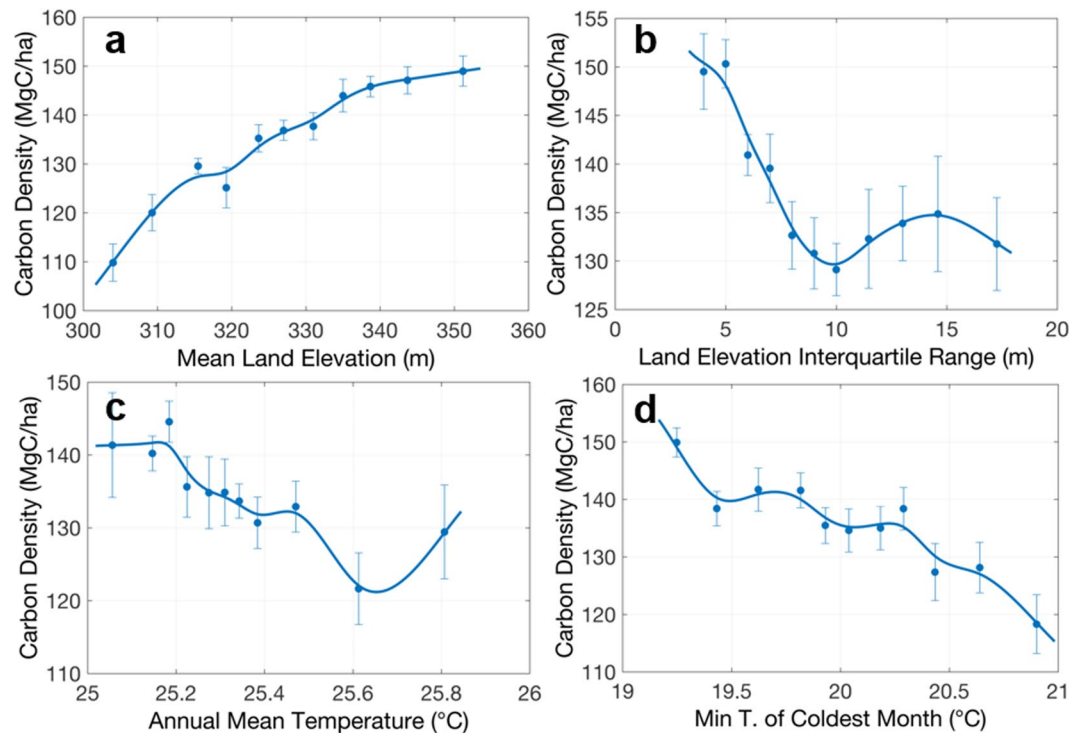 a
160
150
140
130
120
110
100
300 310 320 330 340 350 360
Carbon Density (MgC/ha)
Mean Land Elevation (m)
b
155
150
145
140
135
130
125
0 5 10 15 20
Carbon Density (MgC/ha)
Land Elevation Interquartile Range (m)
c
150
140
130
120
110
25 25.2 25.4 25.6 25.8 26
Carbon Density (MgC/ha)
Annual Mean Temperature (°C)
d
160
150
140
130
120
110
19 19.5 20 20.5 21
Carbon Density (MgC/ha)
Min T. of Coldest Month (°C)